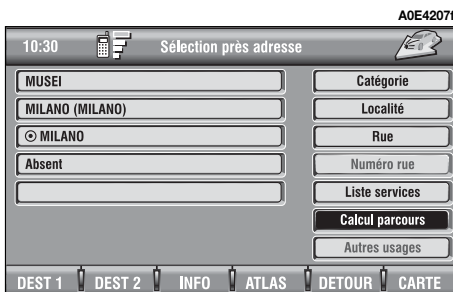 A0E4207f
10:30 Sélection près adresse
MUSEI Catégorie
MILANO (MILANO) Localité
MILANO Rue
Absent Numéro rue
Liste services
Calcul parcours
Autres usages
DEST 1 DEST 2 INFO ATLAS DETOUR CARTE